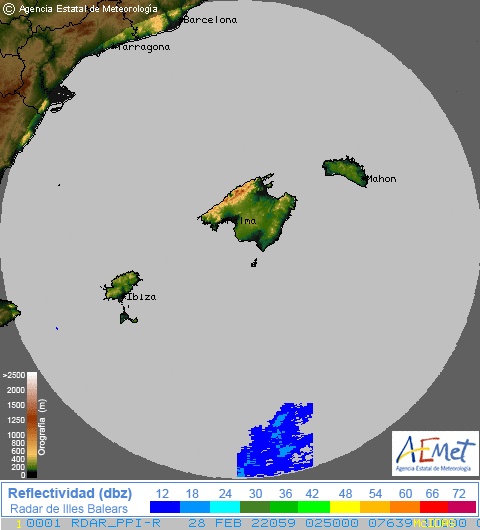 © Agencia Estatal de Meteorología
Barcelona
Tarragona
Mahon
lma
Ibiza
>2500
2000
1500
1000
800
600
400
200
0
Orografía (m)
AEMet
Agencia Estatal de Meteorología
Reflectividad (dbz)
Radar de Illes Balears
12 18 24 30 36 42 48 54 60 66 72
1 0001 RDAR_PPI-R 28 FEB 22059 025000 07639